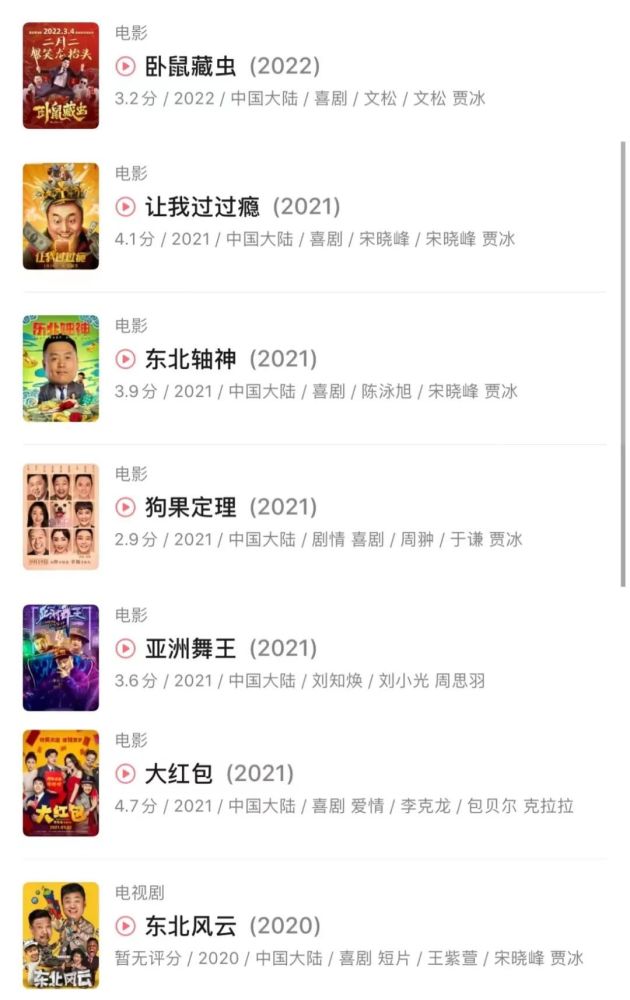 2022.3.4
二月二
爆笑龙抬头
卧鼠藏虫
电影
卧鼠藏虫 (2022)
3.2分 / 2022 / 中国大陆 / 喜剧 / 文松 / 文松 贾冰
让我过过瘾
电影
让我过过瘾 (2021)
4.1分 / 2021 / 中国大陆 / 喜剧 / 宋晓峰 / 宋晓峰 贾冰
东北轴神
电影
东北轴神 (2021)
3.9分 / 2021 / 中国大陆 / 喜剧 / 陈泳旭 / 宋晓峰 贾冰
电影
狗果定理 (2021)
2.9分 / 2021 / 中国大陆 / 剧情 喜剧 / 周翀 / 于谦 贾冰
亚洲舞王
电影
亚洲舞王 (2021)
3.6分 / 2021 / 中国大陆 / 刘知焕 / 刘小光 周思羽
大红包
电影
大红包 (2021)
4.7分 / 2021 / 中国大陆 / 喜剧 爱情 / 李克龙 / 包贝尔 克拉拉
东北风云
电视剧
东北风云 (2020)
暂无评分 / 2020 / 中国大陆 / 喜剧 短片 / 王紫萱 / 宋晓峰 贾冰